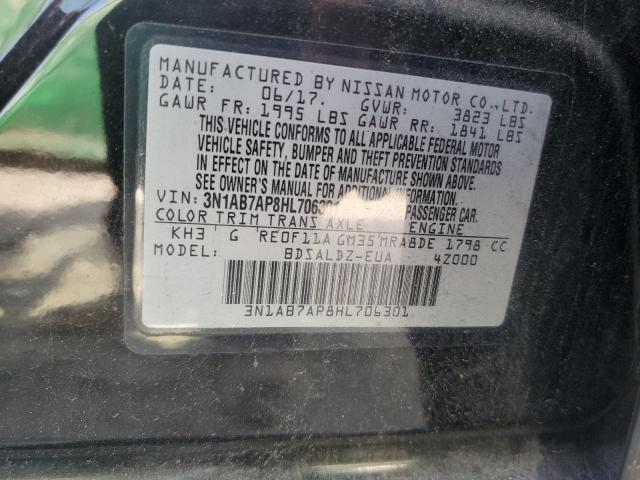 MANUFACTURED BY NISSAN MOTOR CO., LTD.
DATE: 06/17. GVWR: 3823 LBS
GAWR FR: 1995 LBS GAWR RR: 1841 LBS
THIS VEHICLE CONFORMS TO ALL APPLICABLE FEDERAL MOTOR
VEHICLE SAFETY, BUMPER AND THEFT PREVENTION STANDARDS
IN EFFECT ON THE DATE OF MANUFACTURE SHOWN ABOVE.
SEE OWNER'S MANUAL FOR ADDITIONAL INFORMATION.
VIN: 3N1AB7AP8HL706301 PASSENGER CAR.
COLOR TRIM TRANS AXLE ENGINE
KH3 G RE0F11A GM35 MRA8DE 1798 CC
MODEL: BDSALDZ-EUA 4Z000
3N1AB7AP8HL706301